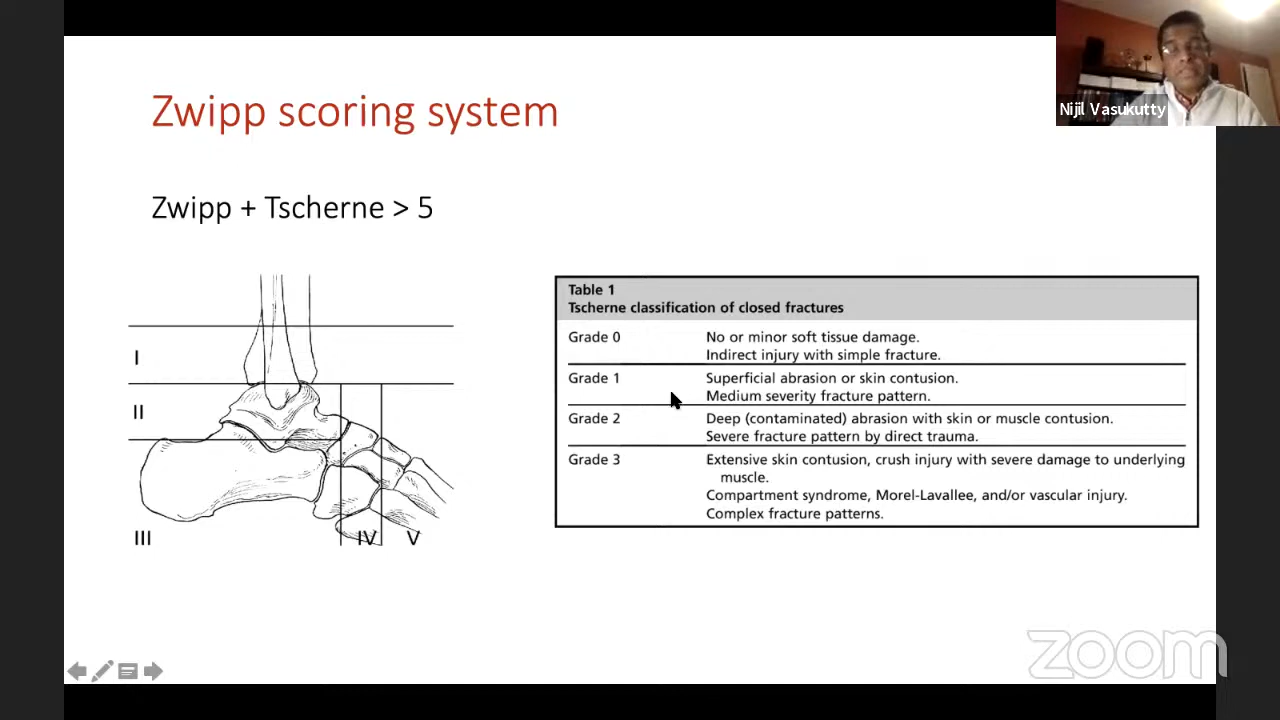 Nijil Vasukutty
Zwipp scoring system
Zwipp + Tscherne > 5
I
II
III
IV
V
Table 1
Tscherne classification of closed fractures
Grade 0 No or minor soft tissue damage.
Indirect injury with simple fracture.
Grade 1 Superficial abrasion or skin contusion.
Medium severity fracture pattern.
Grade 2 Deep (contaminated) abrasion with skin or muscle contusion.
Severe fracture pattern by direct trauma.
Grade 3 Extensive skin contusion, crush injury with severe damage to underlying
muscle.
Compartment syndrome, Morel-Lavallee, and/or vascular injury.
Complex fracture patterns.
zoom